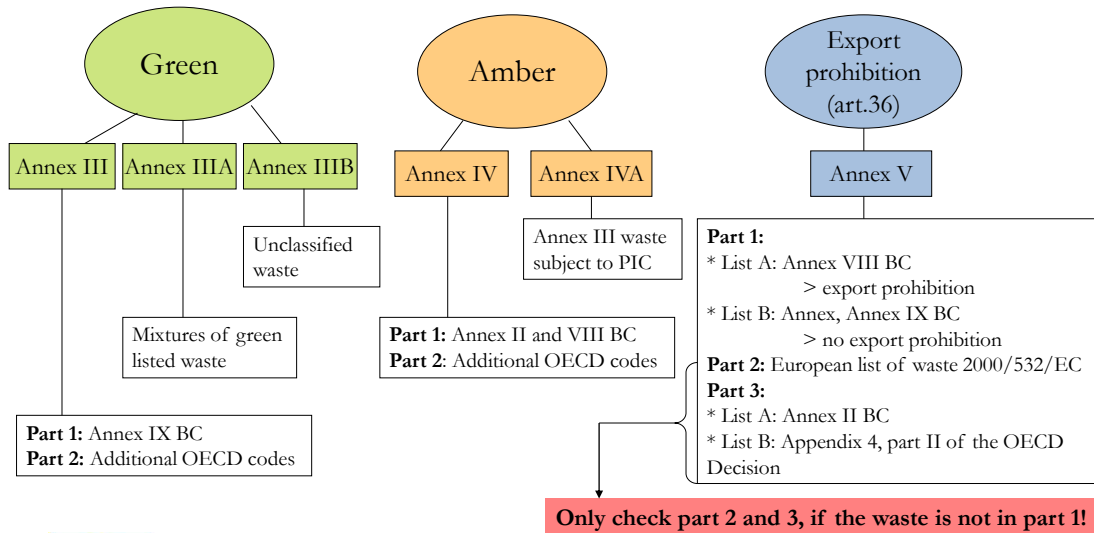 Green
Amber
Export
prohibition
(art.36)
Annex III
Annex IIIA
Annex IIIB
Annex IV
Annex IVA
Annex V
Unclassified
waste
Mixtures of green
listed waste
Part 1: Annex IX BC
Part 2: Additional OECD codes
Annex III waste
subject to PIC
Part 1: Annex II and VIII BC
Part 2: Additional OECD codes
Part 1:
* List A: Annex VIII BC
> export prohibition
* List B: Annex, Annex IX BC
> no export prohibition
Part 2: European list of waste 2000/532/EC
Part 3:
* List A: Annex II BC
* List B: Appendix 4, part II of the OECD
Decision
Only check part 2 and 3, if the waste is not in part 1!